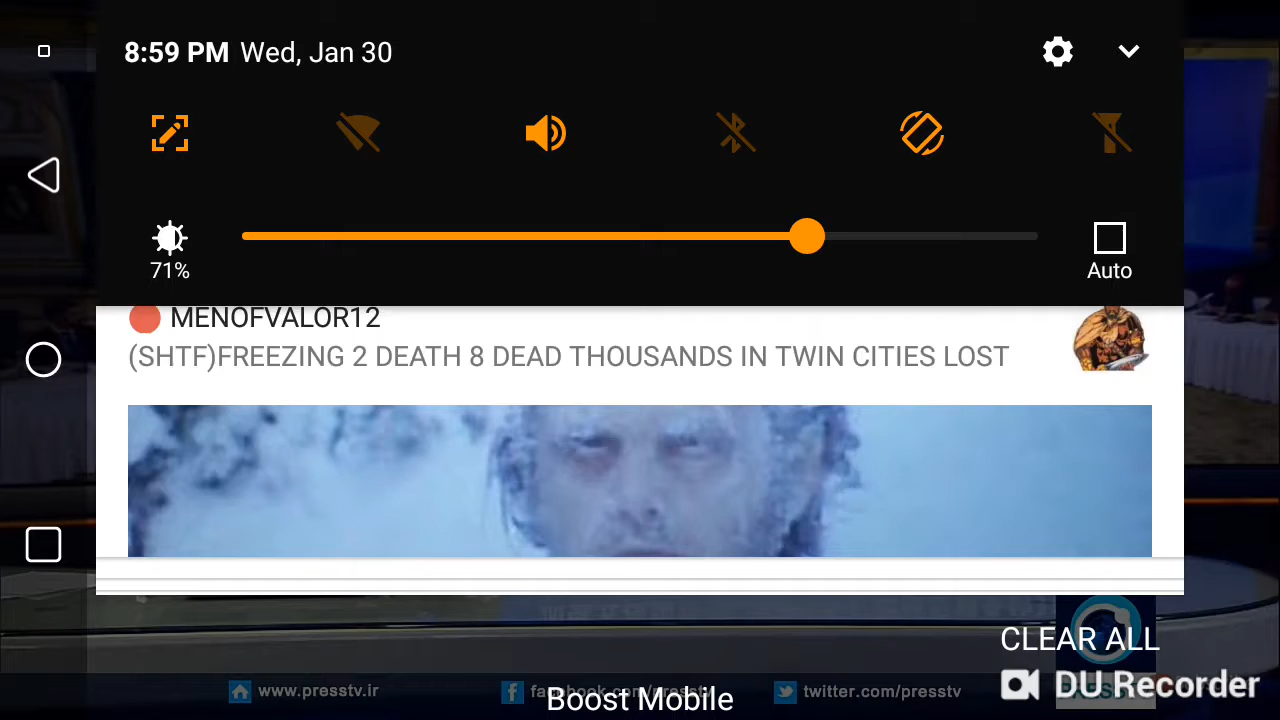 8:59 PM Wed, Jan 30
71%
Auto
MENOFVALOR12
(SHTF)FREEZING 2 DEATH 8 DEAD THOUSANDS IN TWIN CITIES LOST
CLEAR ALL
DU Recorder
www.presstv.ir
twitter.com/presstv
Boost Mobile